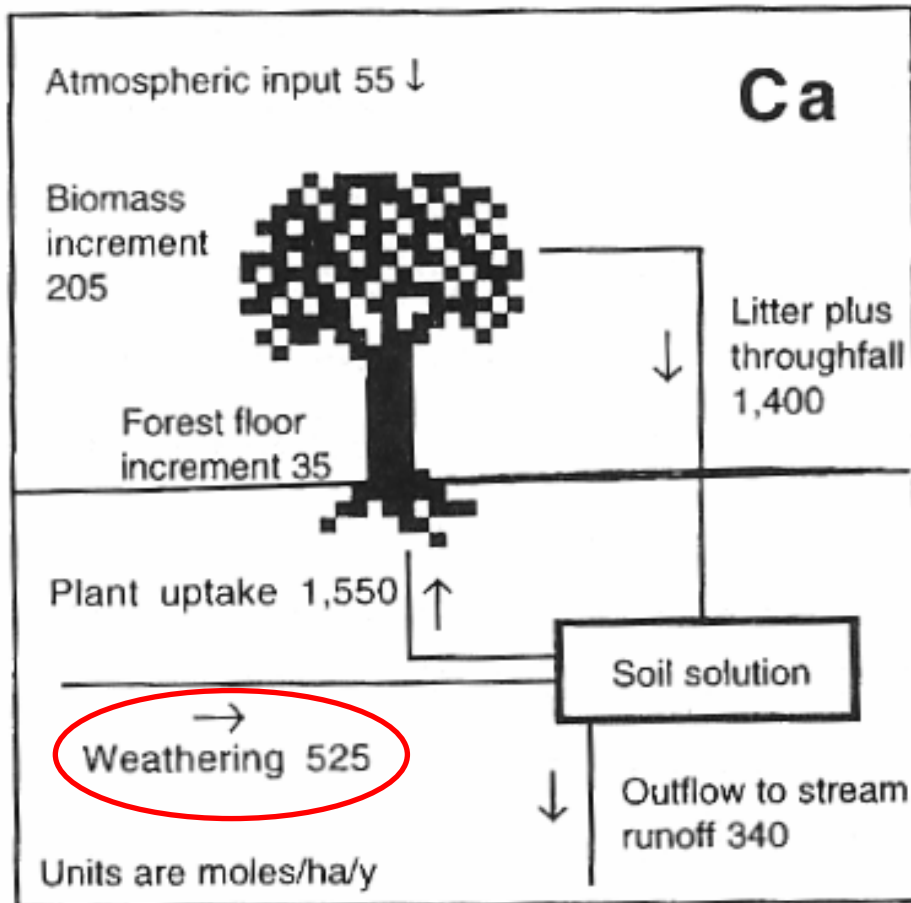 Atmospheric input 55 ↓
Ca
Biomass
increment
205
Litter plus
throughfall
1,400
Forest floor
increment 35
Plant uptake 1,550
Soil solution
Weathering 525
Outflow to stream
runoff 340
Units are moles/ha/y